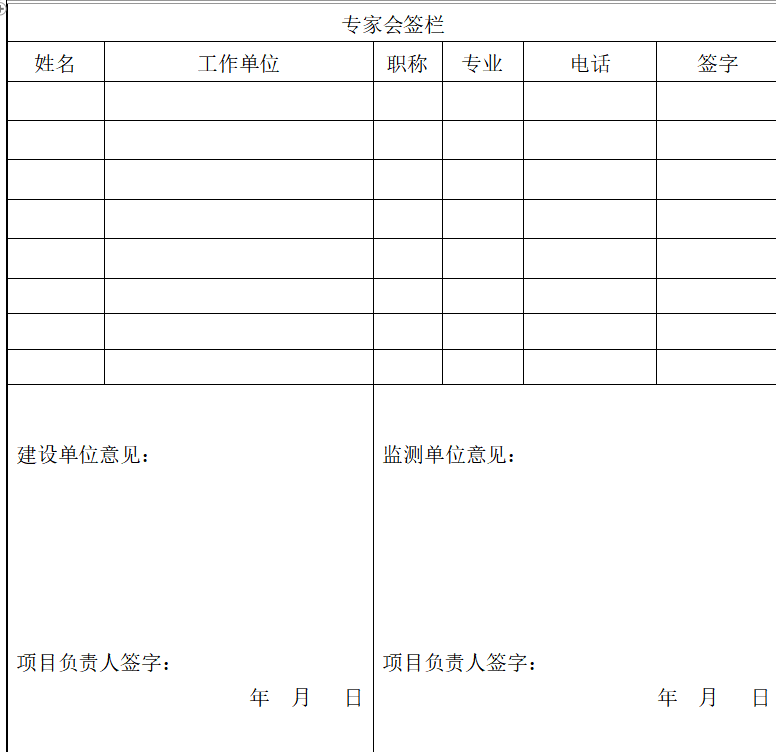 专家会签栏
姓名 工作单位 职称 专业 电话 签字
建设单位意见： 监测单位意见：
项目负责人签字： 项目负责人签字：
年 月 日 年 月 日